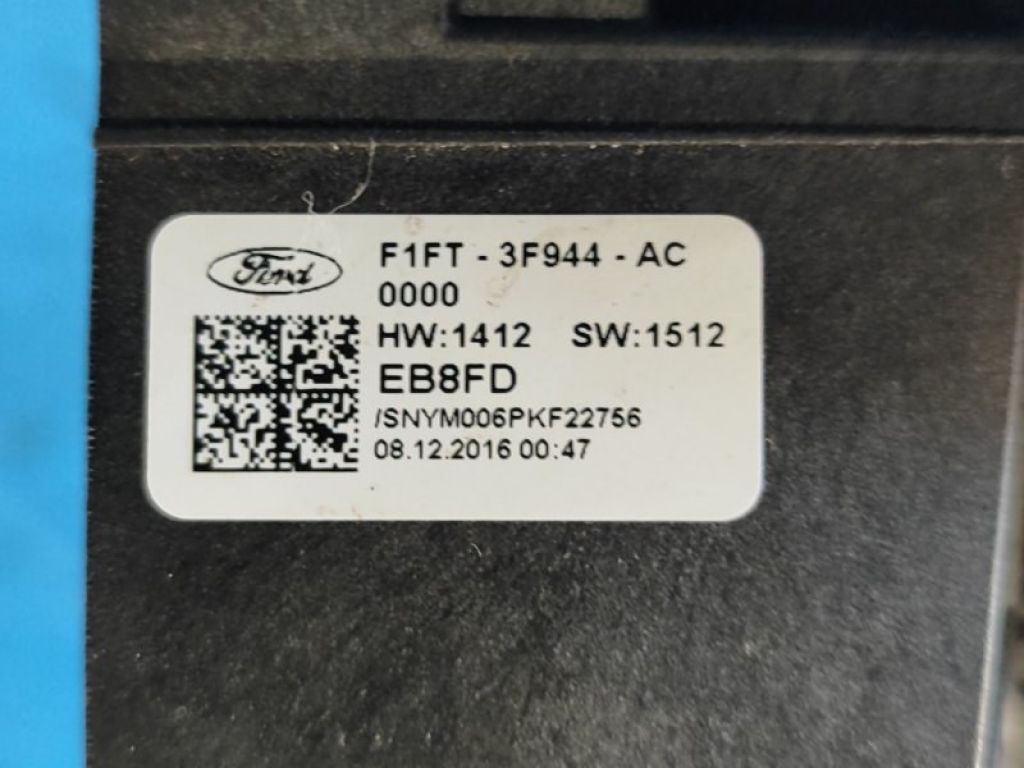 Ford
F1FT - 3F944 - AC
0000
HW:1412 SW:1512
EB8FD
/SNYM006PKF22756
08.12.2016 00:47